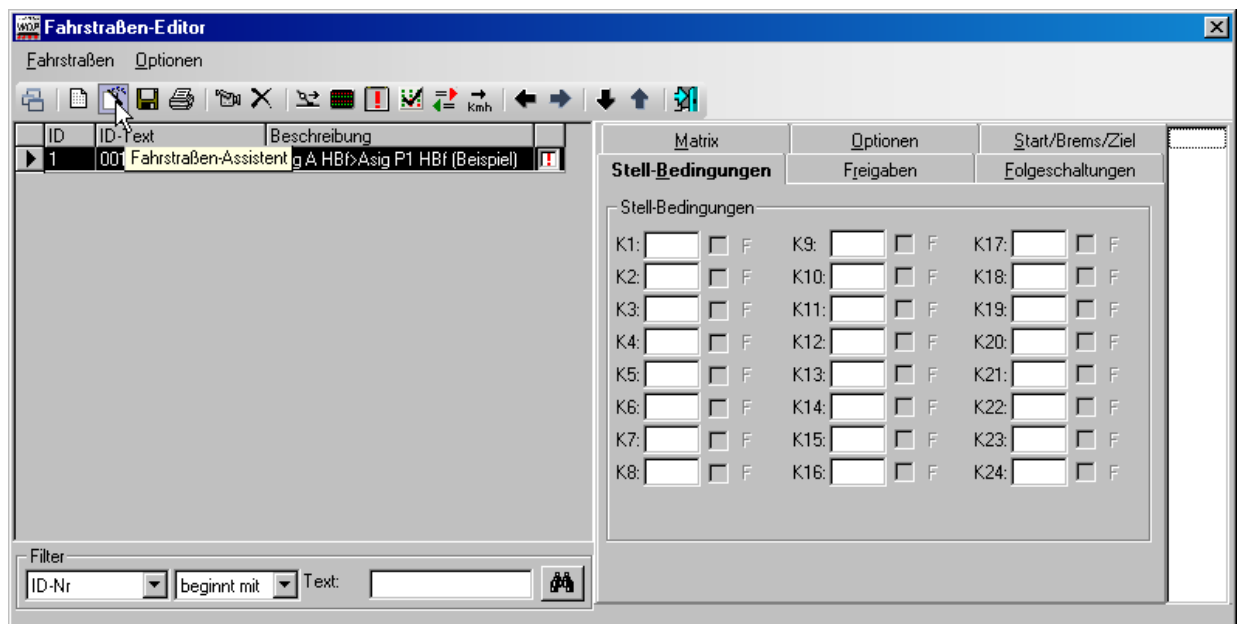 Fahrstraßen-Editor
Fahrstraßen Optionen
Kmh
ID ID-Text Beschreibung
1 001 g A HBf>Asig P1 HBf (Beispiel)
Fahrstraßen-Assistent
Matrix Optionen Start/Brems/Ziel
Stell-Bedingungen Freigaben Folgeschaltungen
Stell-Bedingungen
K1: F K9: F K17: F
K2: F K10: F K18: F
K3: F K11: F K19: F
K4: F K12: F K20: F
K5: F K13: F K21: F
K6: F K14: F K22: F
K7: F K15: F K23: F
K8: F K16: F K24: F
Filter
ID-Nr beginnt mit Text: